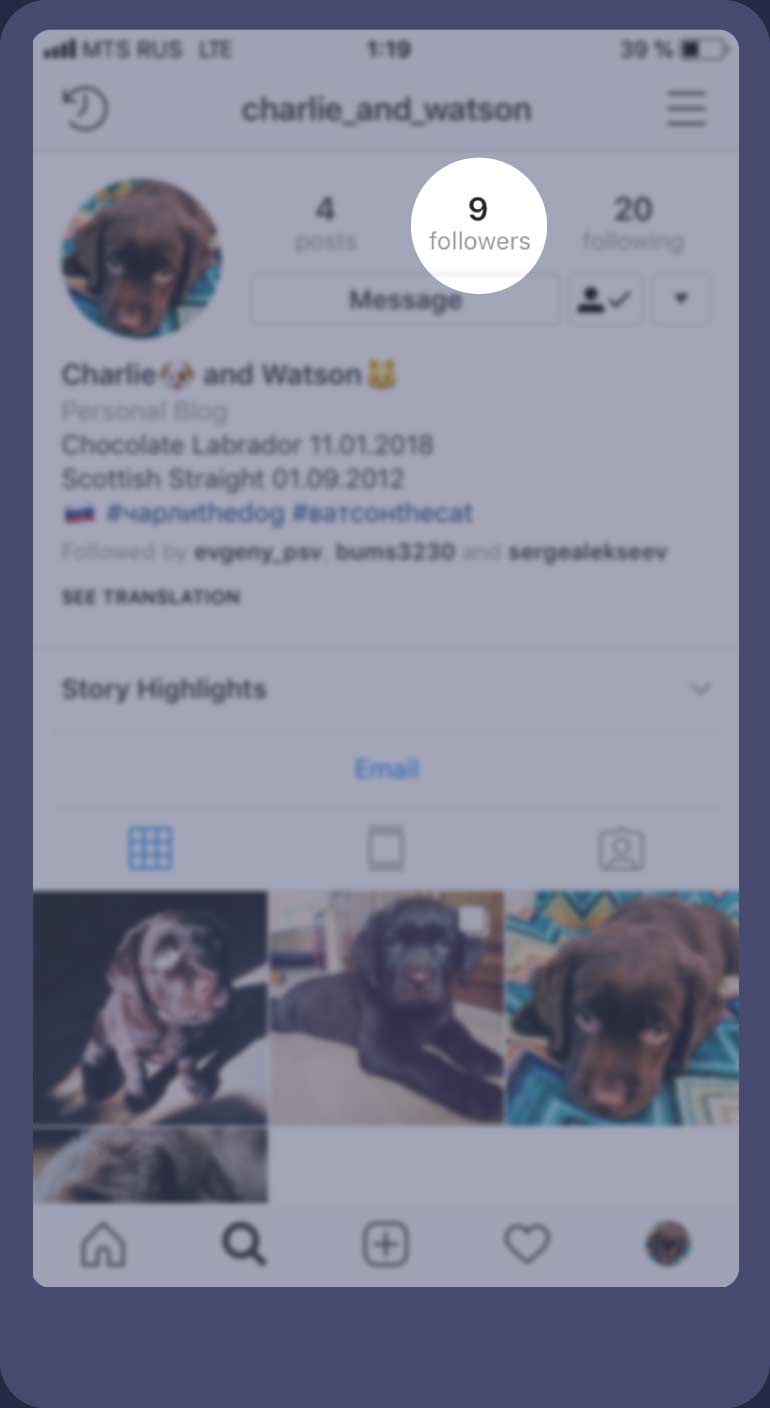 MTS RUS LTE 1:19 39 %
charlie_and_watson
4 9 20
posts followers following
Message
Charlie🐶 and Watson🐱
Personal Blog
Chocolate Labrador 11.01.2018
Scottish Straight 01.09.2012
🇷🇺 #чарлиthedog #ватсонthecat
Followed by evgeny_psv, bums3230 and sergealekseev
SEE TRANSLATION
Story Highlights
Email